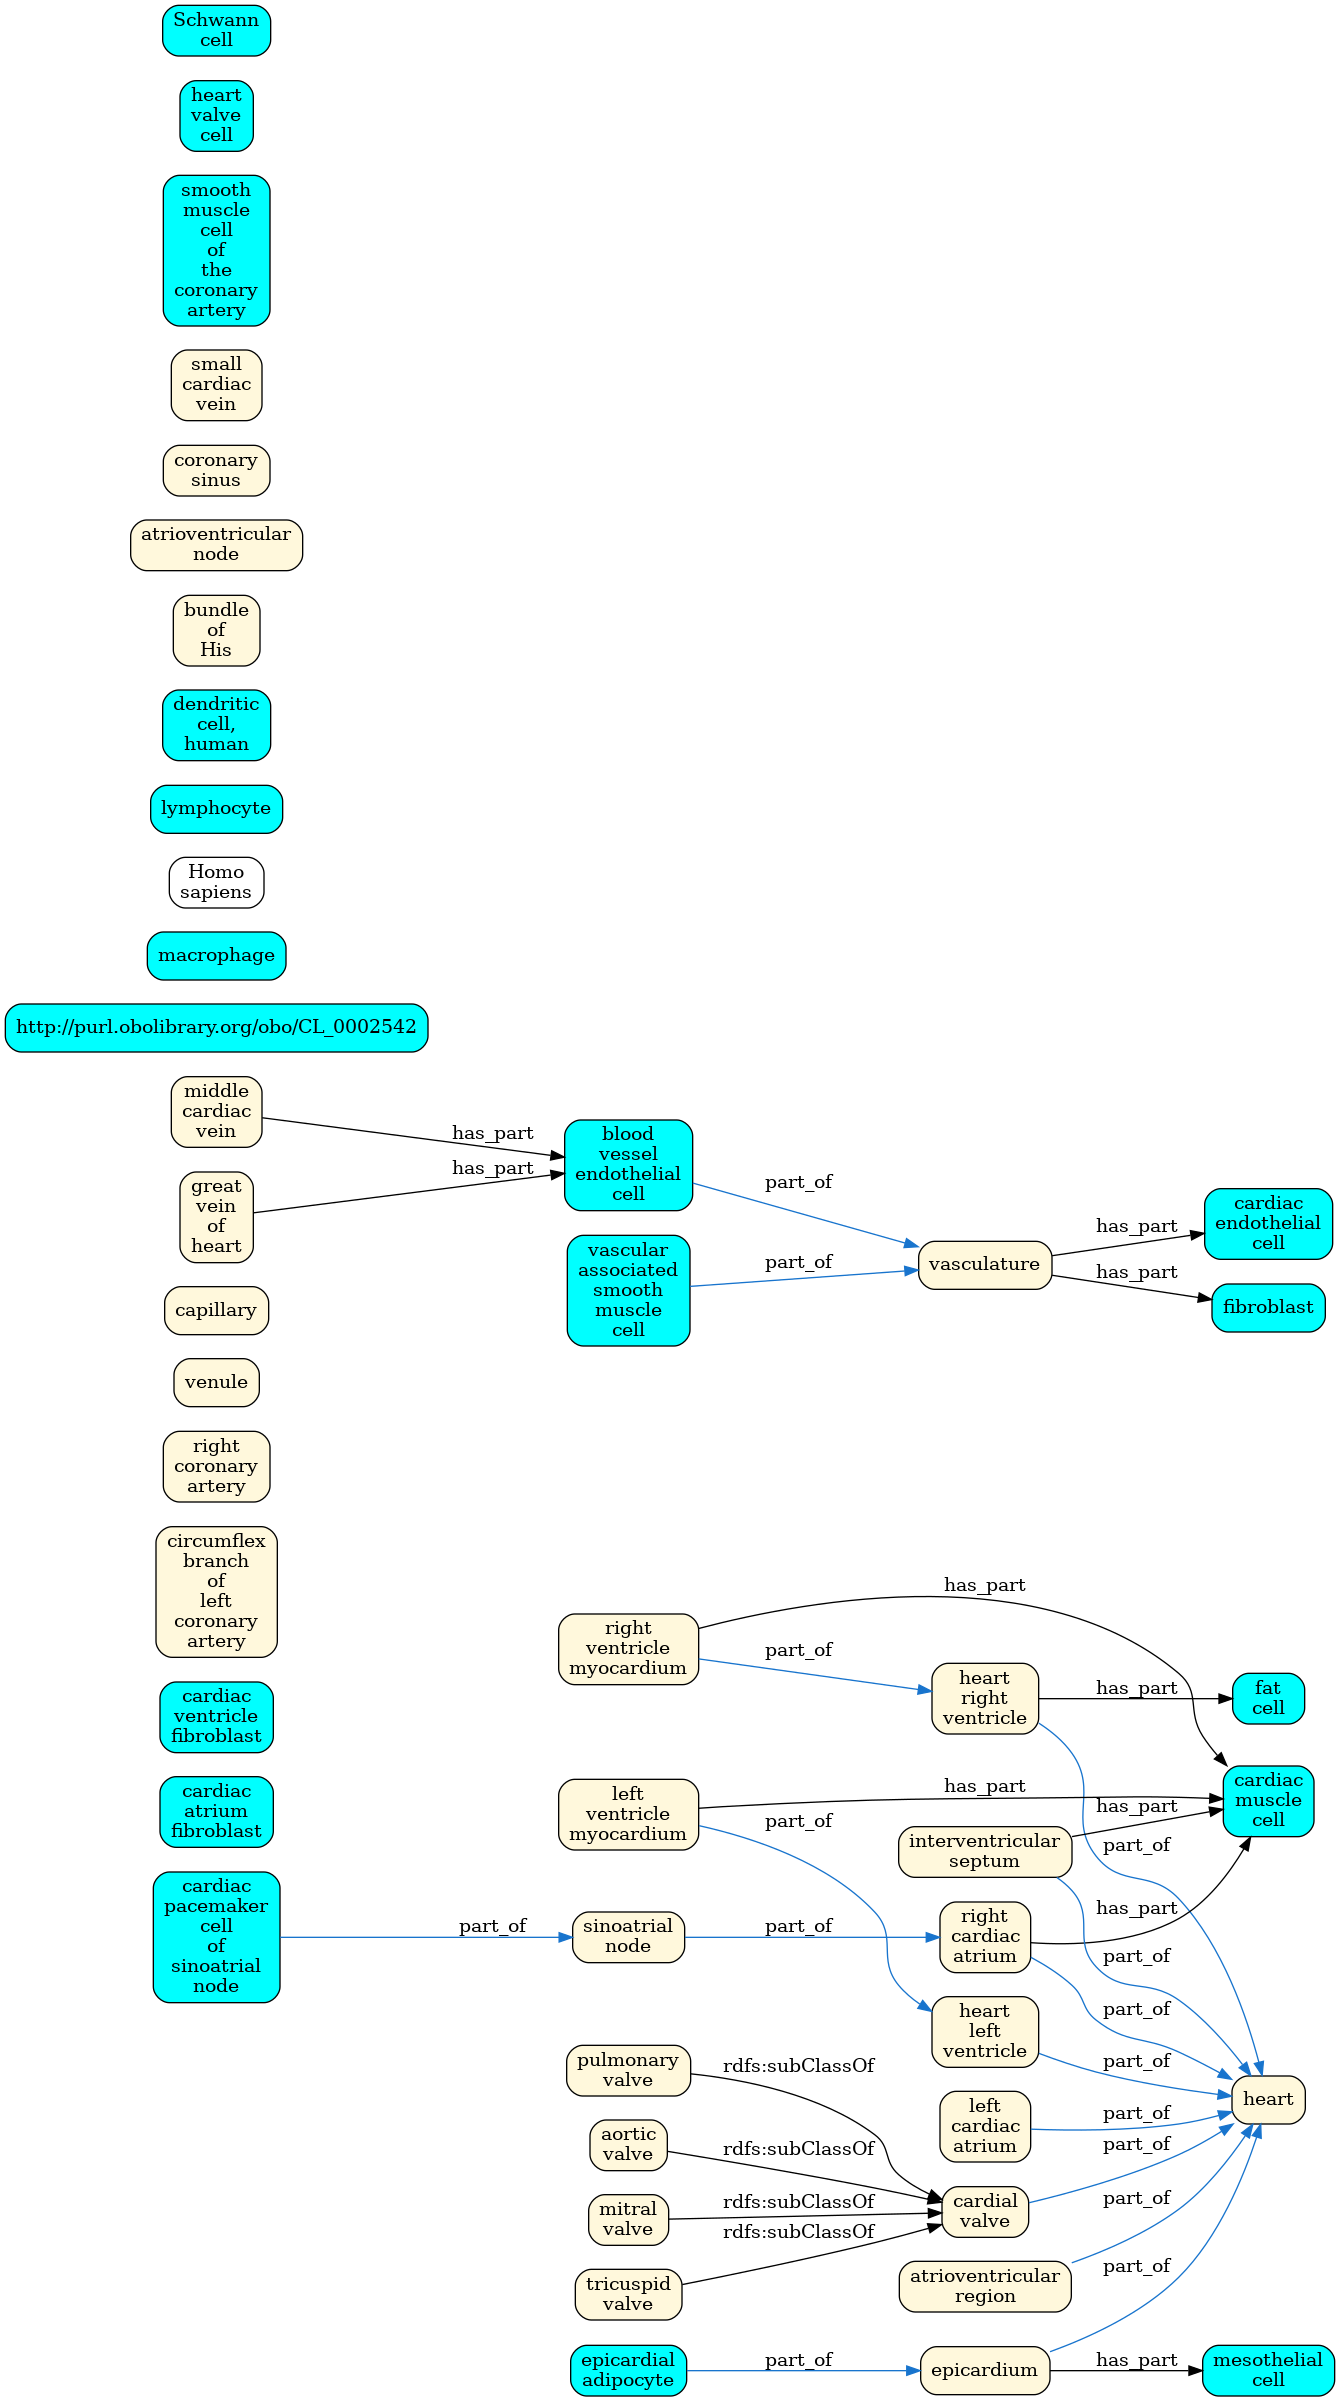 Schwann
cell
heart
valve
cell
smooth
muscle
cell
of
the
coronary
artery
small
cardiac
vein
coronary
sinus
atrioventricular
node
bundle
of
His
dendritic
cell,
human
lymphocyte
Homo
sapiens
macrophage
http://purl.obolibrary.org/obo/CL_0002542
middle
cardiac
vein
has_part
great
vein
of
heart
has_part
blood
vessel
endothelial
cell
part_of
vascular
associated
smooth
muscle
cell
part_of
vasculature
has_part
cardiac
endothelial
cell
has_part
fibroblast
capillary
venule
right
coronary
artery
circumflex
branch
of
left
coronary
artery
cardiac
ventricle
fibroblast
cardiac
atrium
fibroblast
cardiac
pacemaker
cell
of
sinoatrial
node
part_of
right
ventricle
myocardium
has_part
part_of
heart
right
ventricle
has_part
fat
cell
part_of
left
ventricle
myocardium
has_part
part_of
cardiac
muscle
cell
interventricular
septum
has_part
part_of
sinoatrial
node
part_of
right
cardiac
atrium
has_part
part_of
heart
left
ventricle
part_of
left
cardiac
atrium
part_of
heart
pulmonary
valve
rdfs:subClassOf
aortic
valve
rdfs:subClassOf
mitral
valve
rdfs:subClassOf
tricuspid
valve
rdfs:subClassOf
cardial
valve
part_of
atrioventricular
region
part_of
epicardial
adipocyte
part_of
epicardium
part_of
has_part
mesothelial
cell